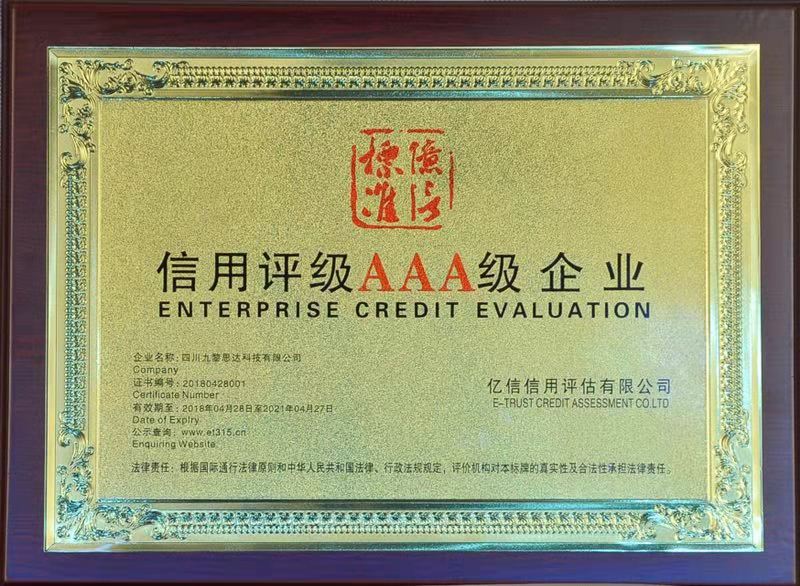 億信
標準
信用评级AAA级企业
ENTERPRISE CREDIT EVALUATION
企业名称：四川九黎思达科技有限公司
Company
证书编号：20180428001
Certificate Number
有效期至：2018年04月28日至2021年04月27日
Date of Expiry
公示查询：www.et315.cn
Enquiring Website
亿信信用评估有限公司
E-TRUST CREDIT ASSESSMENT CO.LTD
法律责任：根据国际通行法律原则和中华人民共和国法律、行政法规规定，评价机构对本标牌的真实性及合法性承担法律责任。